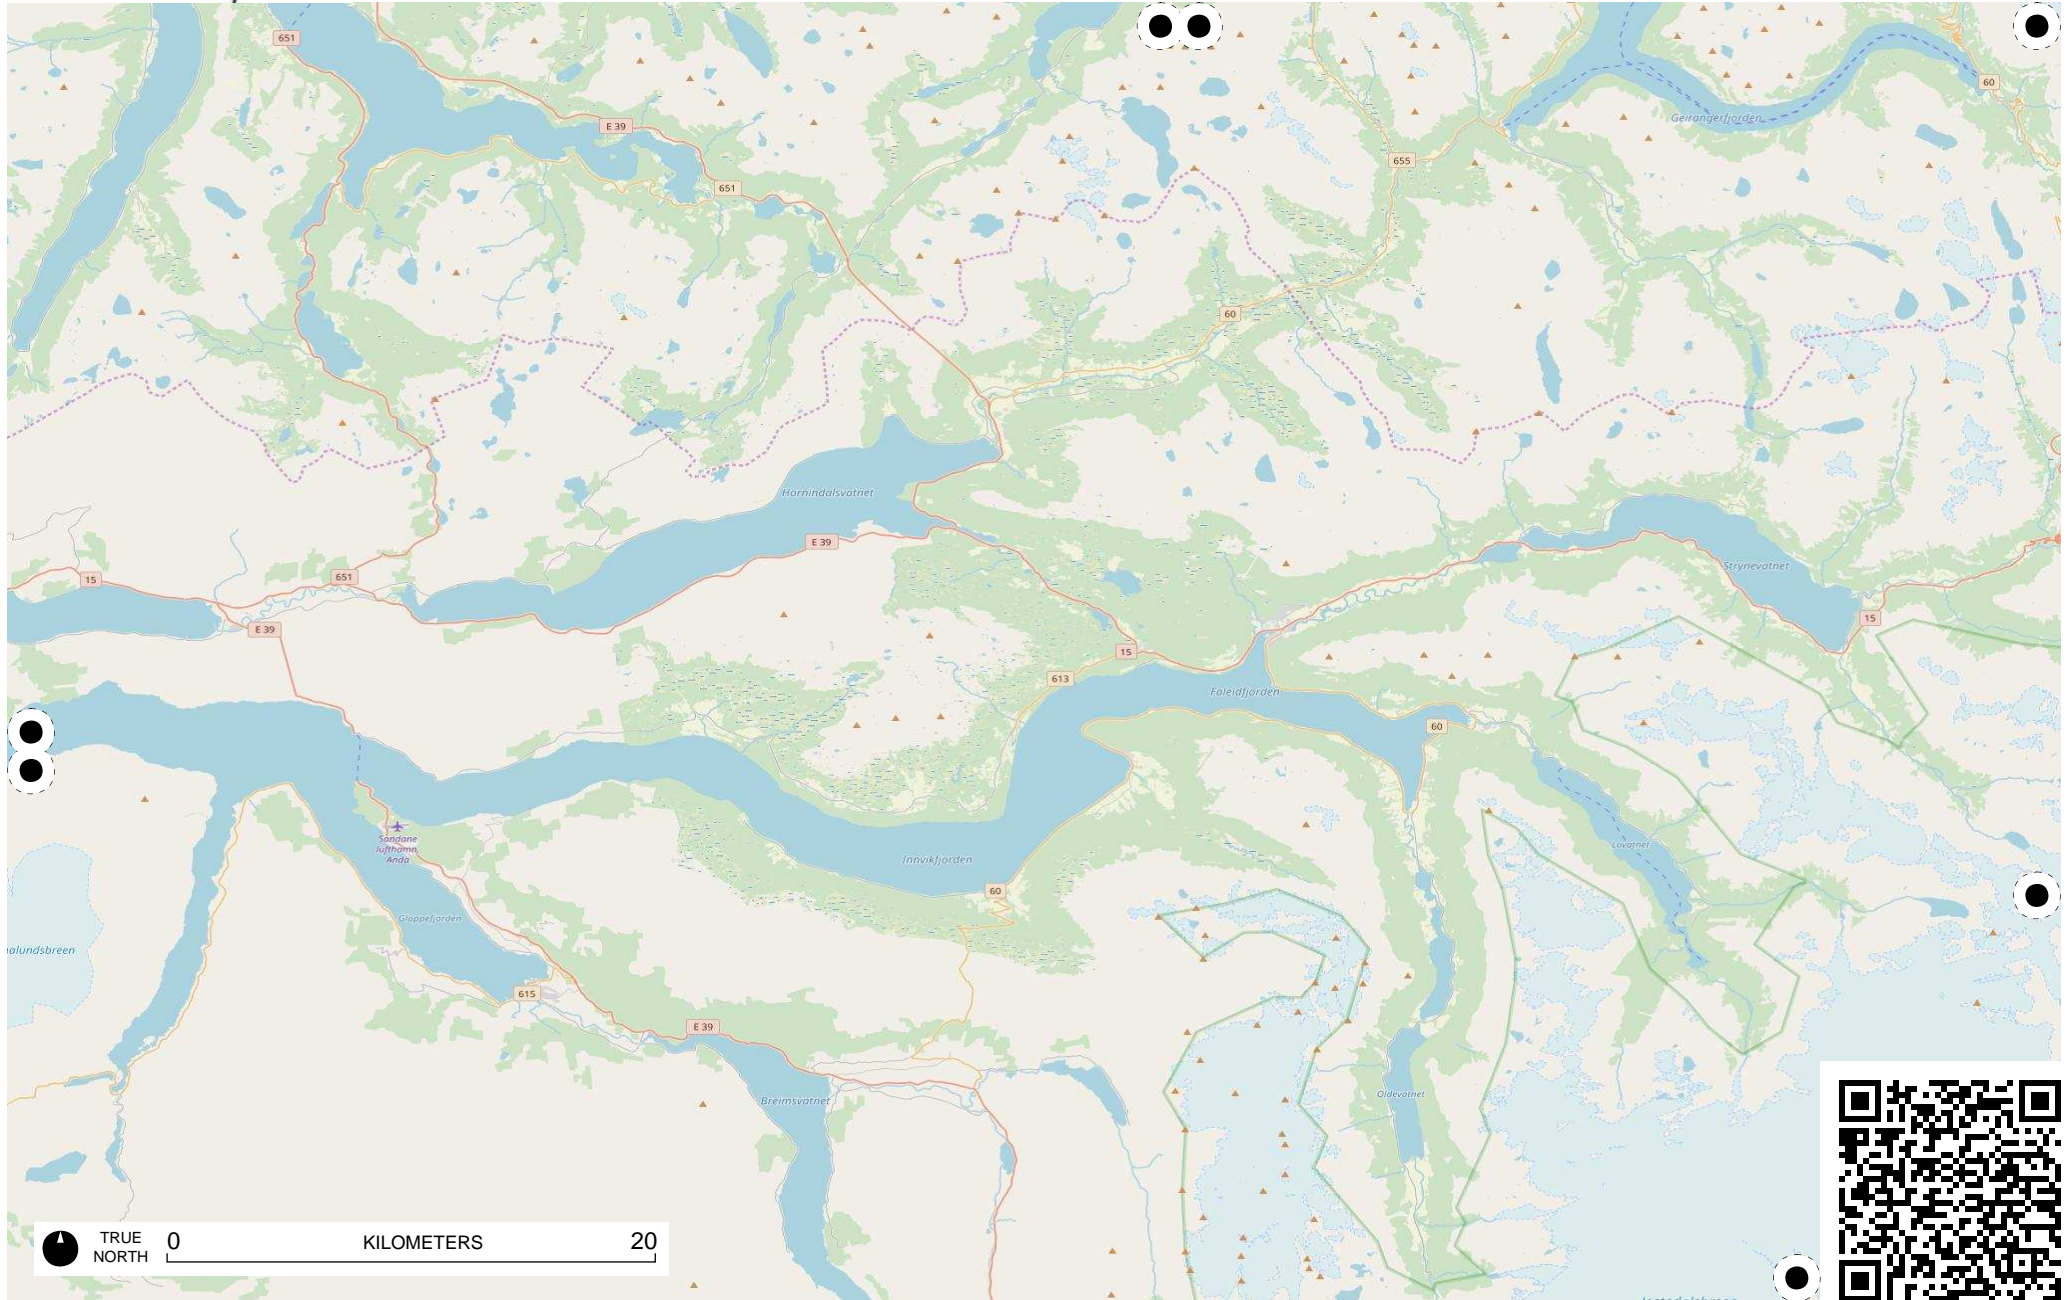 651
60
Geirangerfjorden
E 39
655
651
60
Hornindalsvatnet
E 39
Strynevatnet
15
651
15
E 39
15
613
Faleidfjorden
60
Sandane
lufthamn,
Anda
Lovatnet
Innvikfjorden
60
Gloppefjorden
615
E 39
Breimsvatnet
Oldevatnet
TRUE
NORTH
0
KILOMETERS
20